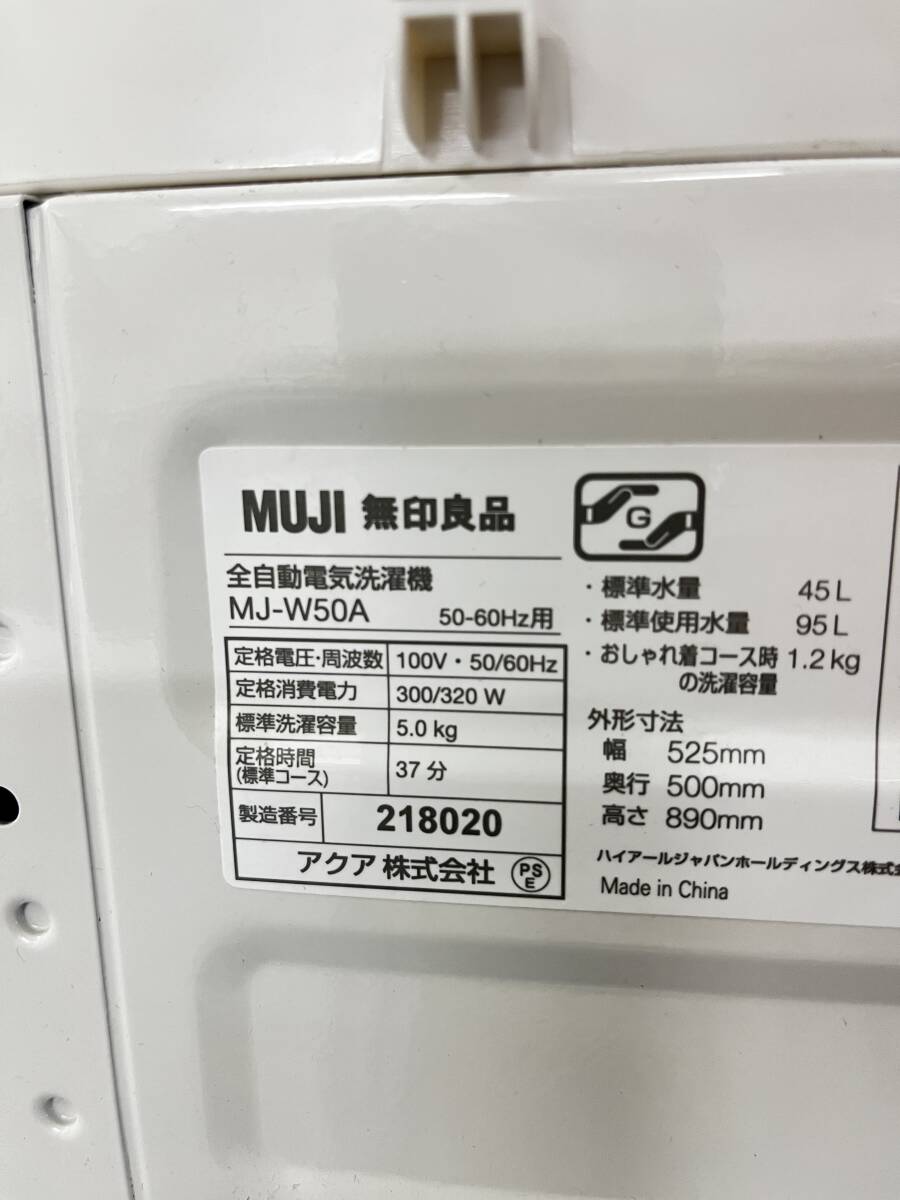 MUJI 無印良品
全自動電気洗濯機
MJ-W50A 50-60Hz用
定格電圧・周波数 100V・50/60Hz
定格消費電力 300/320 W
標準洗濯容量 5.0 kg
定格時間 (標準コース) 37 分
製造番号 218020
アクア 株式会社 PSE
G
・標準水量 45L
・標準使用水量 95L
・おしゃれ着コース時 1.2kg
の洗濯容量
外形寸法
幅 525mm
奥行 500mm
高さ 890mm
ハイアールジャパンホールディングス株式
Made in China